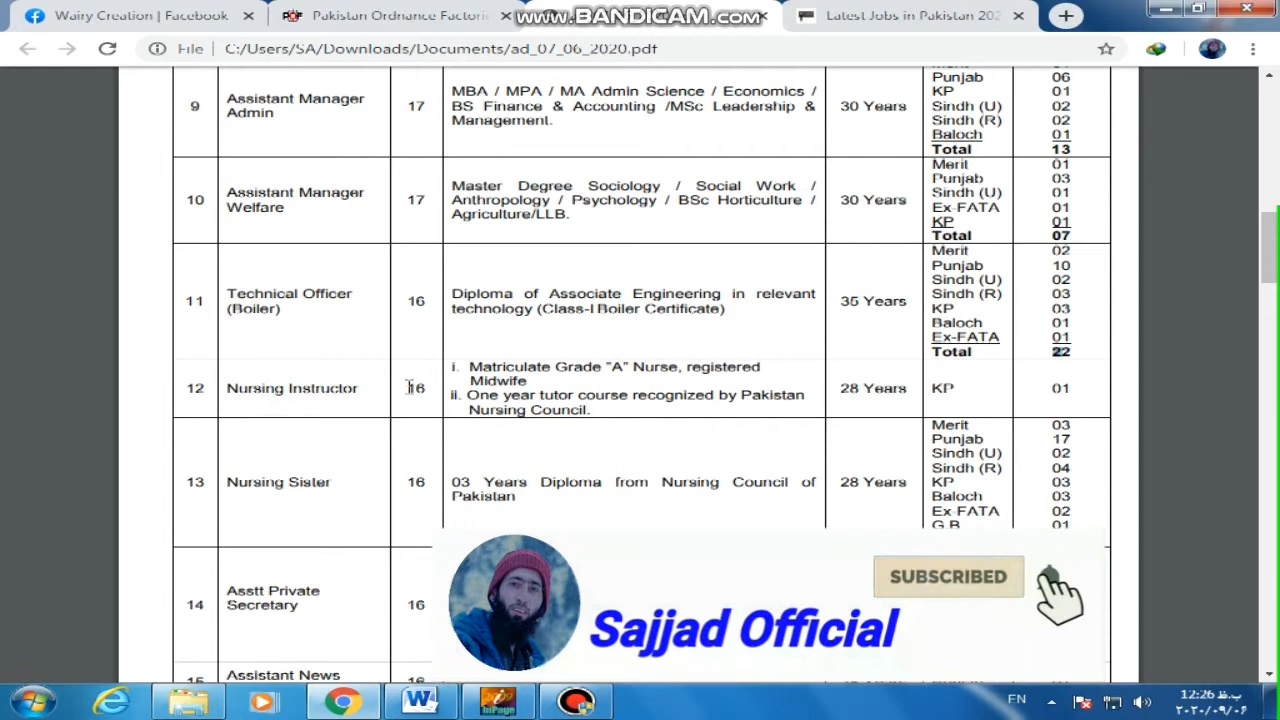 Wairy Creation | Facebook
Pakistan Ordnance Factorie
www.BANDICAM.com
Latest Jobs in Pakistan 202
File | C:/Users/SA/Downloads/Documents/ad_07_06_2020.pdf
9 Assistant Manager Admin 17 MBA / MPA / MA Admin Science / Economics / BS Finance & Accounting /MSc Leadership & Management. 30 Years
Punjab 06
KP 01
Sindh (U) 02
Sindh (R) 02
Baloch 01
Total 13
10 Assistant Manager Welfare 17 Master Degree Sociology / Social Work / Anthropology / Psychology / BSc Horticulture / Agriculture/LLB. 30 Years
Merit 01
Punjab 03
Sindh (U) 01
Ex-FATA 01
KP 01
Total 07
11 Technical Officer (Boiler) 16 Diploma of Associate Engineering in relevant technology (Class-I Boiler Certificate) 35 Years
Merit 02
Punjab 10
Sindh (U) 02
Sindh (R) 03
KP 03
Baloch 01
Ex-FATA 01
Total 22
12 Nursing Instructor 16
i. Matriculate Grade "A" Nurse, registered
Midwife
ii. One year tutor course recognized by Pakistan
Nursing Council.
28 Years KP 01
13 Nursing Sister 16 03 Years Diploma from Nursing Council of Pakistan 28 Years
Merit 03
Punjab 17
Sindh (U) 02
Sindh (R) 04
KP 03
Baloch 03
Ex-FATA 02
G.B 01
14 Asstt Private Secretary 16
Assistant News
SUBSCRIBED
Sajjad Official
EN
12:26 ب.ظ
۲۰۲۰/۰۹/۰۶